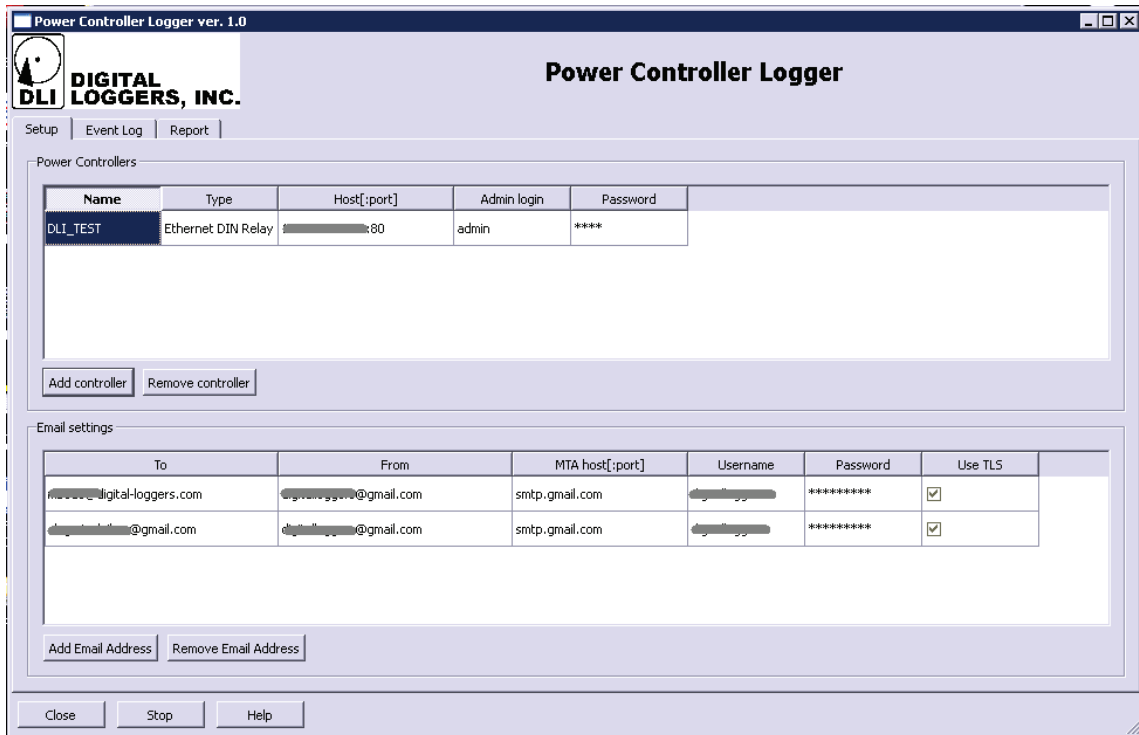 Power Controller Logger ver. 1.0
DIGITAL
DLI LOGGERS, INC.
Power Controller Logger
Setup Event Log Report
Power Controllers
Name Type Host[:port] Admin login Password
DLI_TEST Ethernet DIN Relay :80 admin ****
Add controller Remove controller
Email settings
To From MTA host[:port] Username Password Use TLS
digital-loggers.com @gmail.com smtp.gmail.com *********
@gmail.com @gmail.com smtp.gmail.com *********
Add Email Address Remove Email Address
Close Stop Help